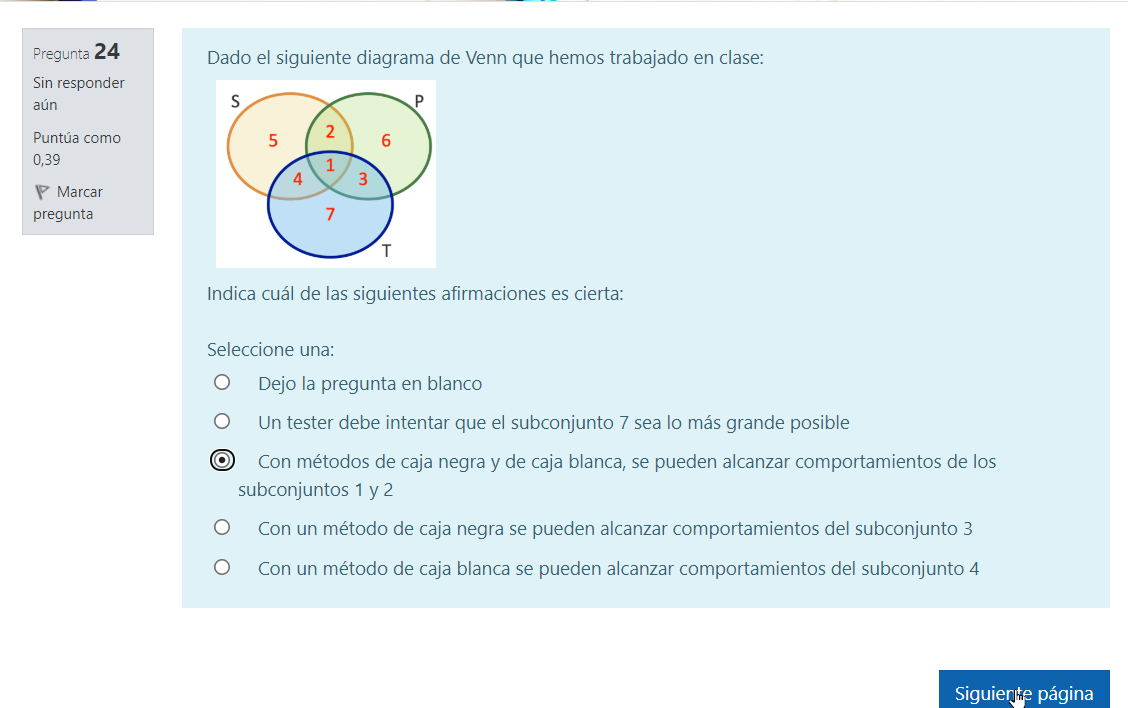 Pregunta 24
Sin responder
aún
Puntúa como
0,39
Marcar
pregunta
Dado el siguiente diagrama de Venn que hemos trabajado en clase:
S
P
5
2
6
1
4
3
7
T
Indica cuál de las siguientes afirmaciones es cierta:
Seleccione una:
Dejo la pregunta en blanco
Un tester debe intentar que el subconjunto 7 sea lo más grande posible
Con métodos de caja negra y de caja blanca, se pueden alcanzar comportamientos de los
subconjuntos 1 y 2
Con un método de caja negra se pueden alcanzar comportamientos del subconjunto 3
Con un método de caja blanca se pueden alcanzar comportamientos del subconjunto 4
Siguiente página